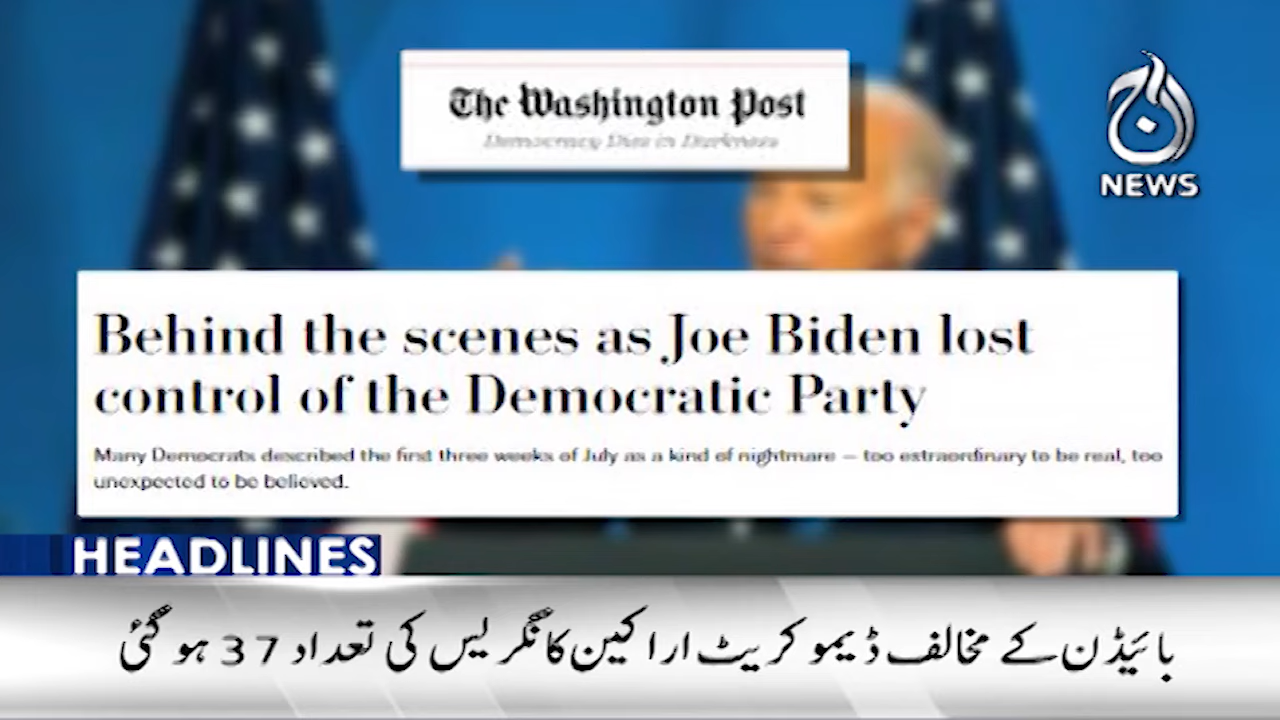 The Washington Post
Democracy Dies in Darkness
آج
NEWS
Behind the scenes as Joe Biden lost
control of the Democratic Party
Many Democrats described the first three weeks of July as a kind of nightmare — too extraordinary to be real, too
unexpected to be believed.
HEADLINES
بائیڈن کے مخالف ڈیموکریٹ اراکین کانگریس کی تعداد 37 ہوگئی